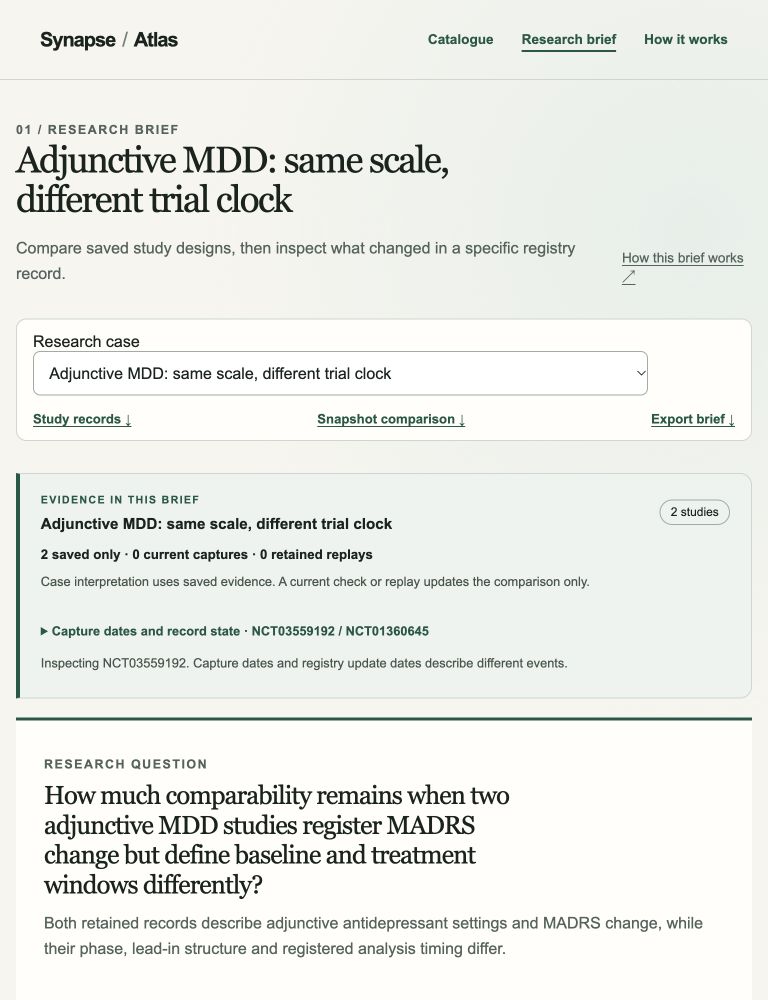 Synapse / Atlas
Catalogue
Research brief
How it works
01 / RESEARCH BRIEF
Adjunctive MDD: same scale,
different trial clock
Compare saved study designs, then inspect what changed in a specific registry
record.
How this brief works
↗
Research case
Adjunctive MDD: same scale, different trial clock
Study records ↓
Snapshot comparison ↓
Export brief ↓
EVIDENCE IN THIS BRIEF
2 studies
Adjunctive MDD: same scale, different trial clock
2 saved only · 0 current captures · 0 retained replays
Case interpretation uses saved evidence. A current check or replay updates the comparison only.
▶ Capture dates and record state · NCT03559192 / NCT01360645
Inspecting NCT03559192. Capture dates and registry update dates describe different events.
RESEARCH QUESTION
How much comparability remains when two
adjunctive MDD studies register MADRS
change but define baseline and treatment
windows differently?
Both retained records describe adjunctive antidepressant settings and MADRS change, while
their phase, lead-in structure and registered analysis timing differ.